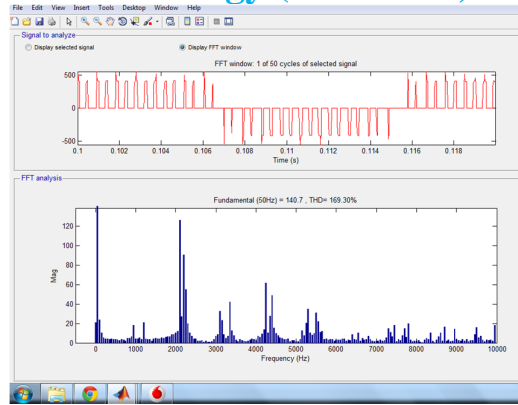 File Edit View Insert Tools Desktop Window Help
Signal to analyze
Display selected signal
Display FFT window
FFT window: 1 of 50 cycles of selected signal
500
0
-500
0.1 0.102 0.104 0.106 0.108 0.11 0.112 0.114 0.116 0.118
Time (s)
FFT analysis
Fundamental (50Hz) = 140.7 , THD= 169.30%
120
100
80
60
40
20
0
Mag
0 1000 2000 3000 4000 5000 6000 7000 8000 9000 10000
Frequency (Hz)